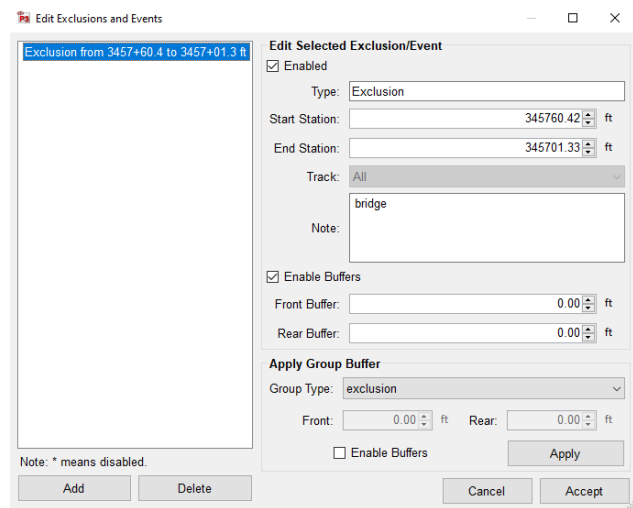 P3 Edit Exclusions and Events
Exclusion from 3457+60.4 to 3457+01.3 ft
Note: * means disabled.
Add Delete
Edit Selected Exclusion/Event
Enabled
Type: Exclusion
Start Station: 345760.42 ft
End Station: 345701.33 ft
Track: All
Note: bridge
Enable Buffers
Front Buffer: 0.00 ft
Rear Buffer: 0.00 ft
Apply Group Buffer
Group Type: exclusion
Front: 0.00 ft Rear: 0.00 ft
Enable Buffers Apply
Cancel Accept